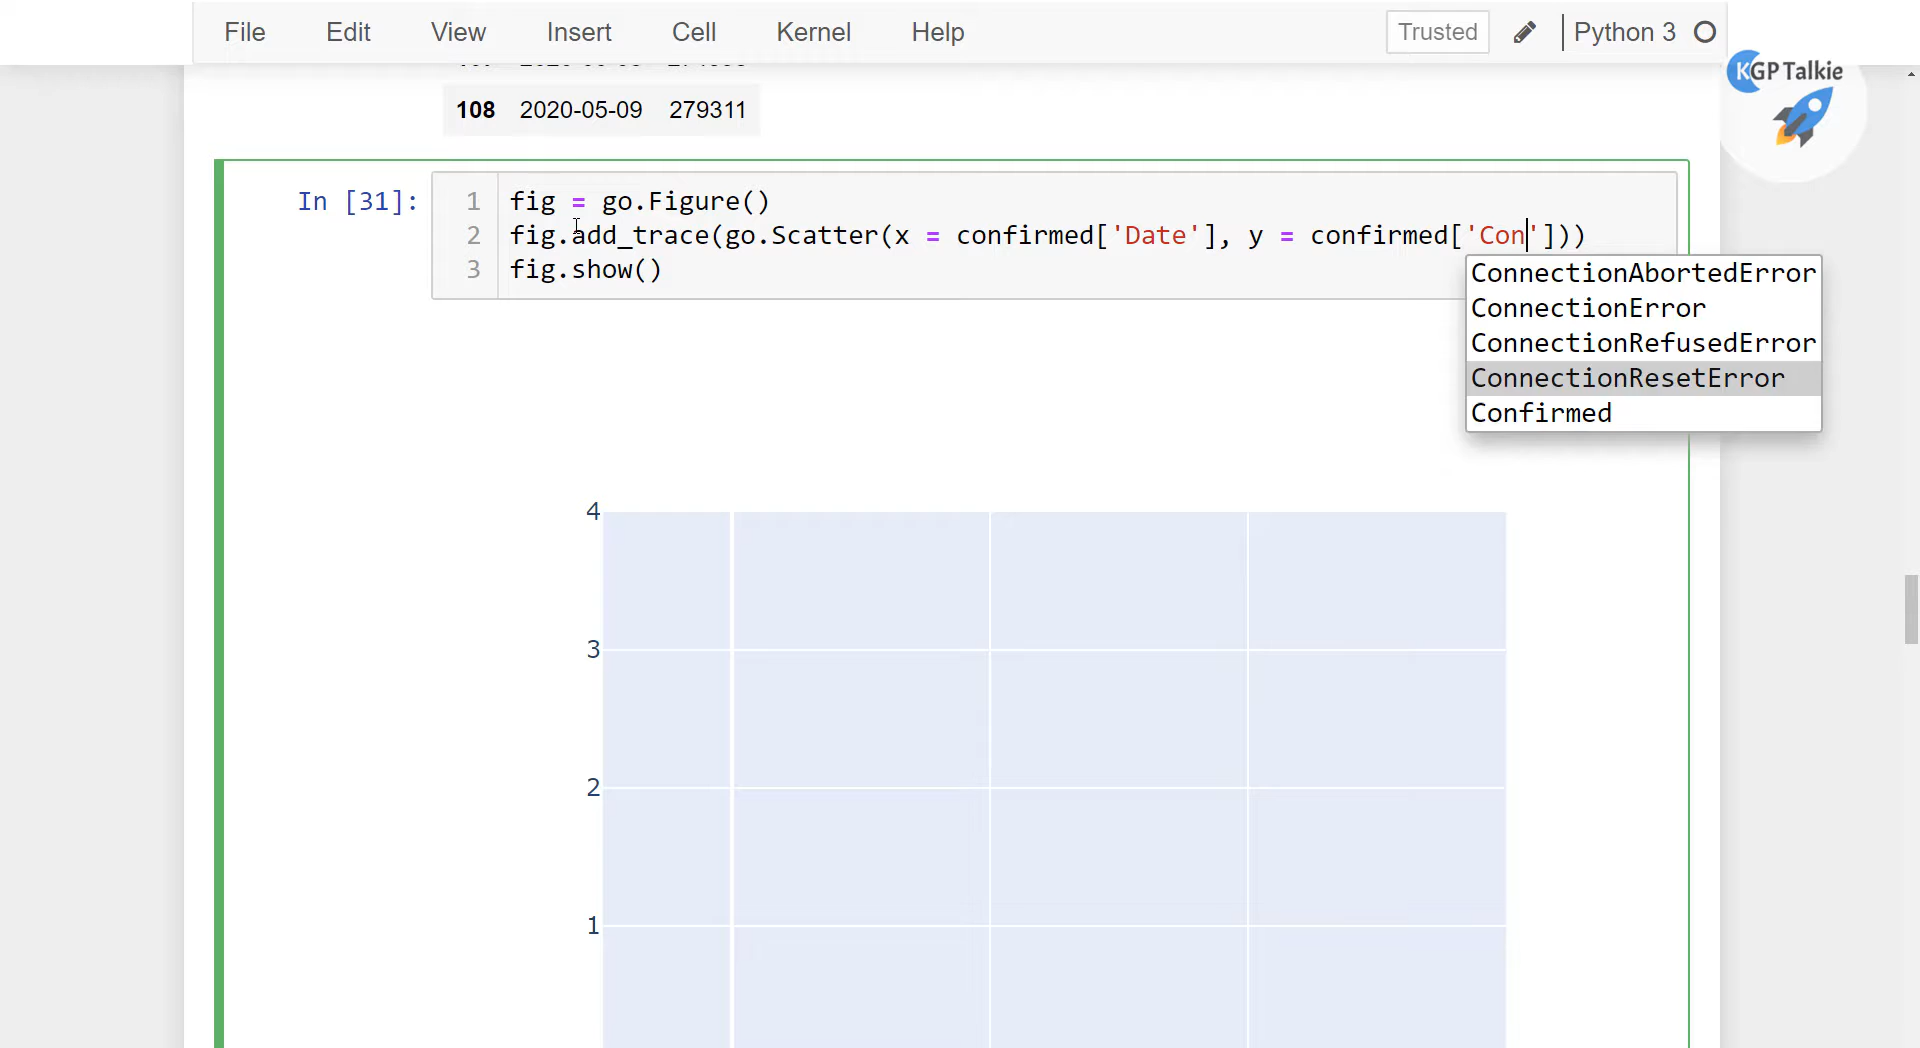 File Edit View Insert Cell Kernel Help Trusted Python 3
KGP Talkie
108 2020-05-09 279311
In [31]:
1 fig = go.Figure()
2 fig.add_trace(go.Scatter(x = confirmed['Date'], y = confirmed['Con']))
3 fig.show()
ConnectionAbortedError
ConnectionError
ConnectionRefusedError
ConnectionResetError
Confirmed
4
3
2
1